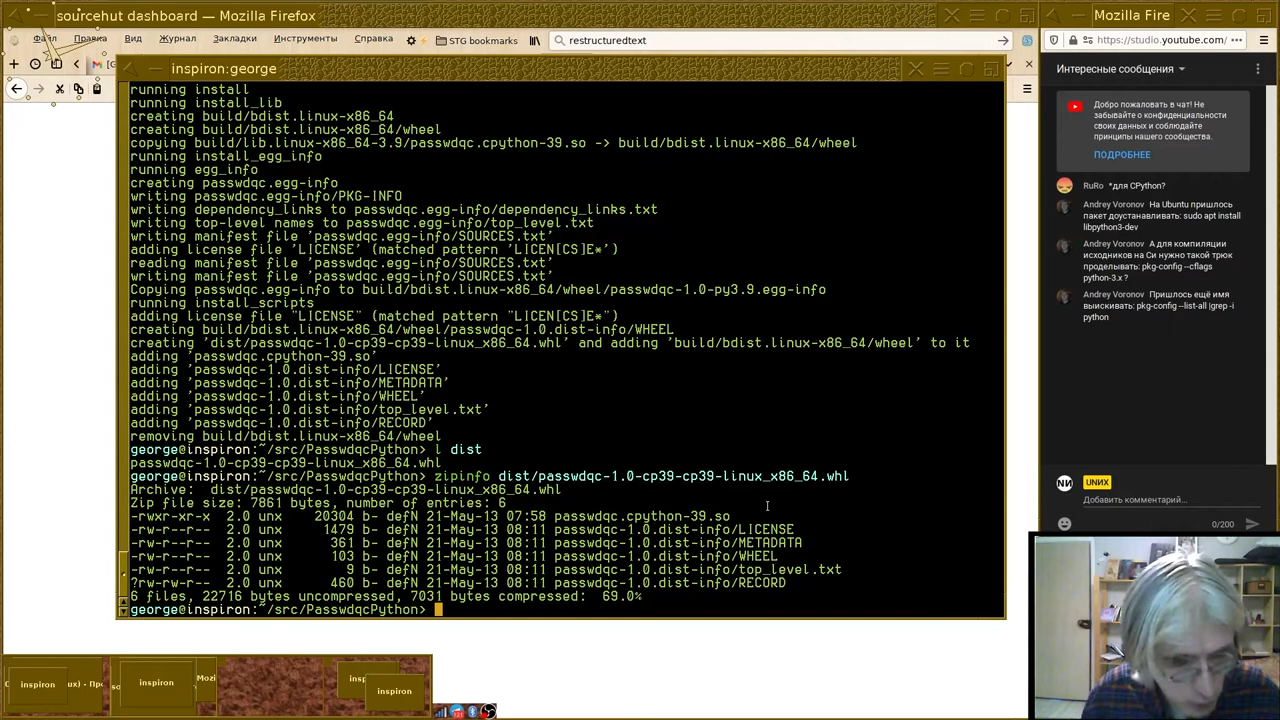 sourcehut dashboard — Mozilla Firefox
Mozilla Fire
Файл Правка Вид Журнал Закладки Инструменты Справка
STG bookmarks
restructuredtext
https://studio.youtube.com/
inspiron:george
running install
running install_lib
creating build/bdist.linux-x86_64
creating build/bdist.linux-x86_64/wheel
copying build/lib.linux-x86_64-3.9/passwdqc.cpython-39.so -> build/bdist.linux-x86_64/wheel
running install_egg_info
running egg_info
creating passwdqc.egg-info
writing passwdqc.egg-info/PKG-INFO
writing dependency_links to passwdqc.egg-info/dependency_links.txt
writing top-level names to passwdqc.egg-info/top_level.txt
writing manifest file 'passwdqc.egg-info/SOURCES.txt'
adding license file 'LICENSE' (matched pattern 'LICEN[CS]E*')
reading manifest file 'passwdqc.egg-info/SOURCES.txt'
writing manifest file 'passwdqc.egg-info/SOURCES.txt'
Copying passwdqc.egg-info to build/bdist.linux-x86_64/wheel/passwdqc-1.0-py3.9.egg-info
running install_scripts
adding license file "LICENSE" (matched pattern "LICEN[CS]E*")
creating build/bdist.linux-x86_64/wheel/passwdqc-1.0.dist-info/WHEEL
creating 'dist/passwdqc-1.0-cp39-cp39-linux_x86_64.whl' and adding 'build/bdist.linux-x86_64/wheel' to it
adding 'passwdqc.cpython-39.so'
adding 'passwdqc-1.0.dist-info/LICENSE'
adding 'passwdqc-1.0.dist-info/METADATA'
adding 'passwdqc-1.0.dist-info/WHEEL'
adding 'passwdqc-1.0.dist-info/top_level.txt'
adding 'passwdqc-1.0.dist-info/RECORD'
removing build/bdist.linux-x86_64/wheel
george@inspiron:~/src/PasswdqcPython> l dist
passwdqc-1.0-cp39-cp39-linux_x86_64.whl
george@inspiron:~/src/PasswdqcPython> zipinfo dist/passwdqc-1.0-cp39-cp39-linux_x86_64.whl
Archive:  dist/passwdqc-1.0-cp39-cp39-linux_x86_64.whl
Zip file size: 7861 bytes, number of entries: 6
-rwxr-xr-x  2.0 unx    20304 b- defN 21-May-13 07:58 passwdqc.cpython-39.so
-rw-rw-r--  2.0 unx     1479 b- defN 21-May-13 08:11 passwdqc-1.0.dist-info/LICENSE
-rw-rw-r--  2.0 unx      361 b- defN 21-May-13 08:11 passwdqc-1.0.dist-info/METADATA
-rw-rw-r--  2.0 unx      103 b- defN 21-May-13 08:11 passwdqc-1.0.dist-info/WHEEL
-rw-rw-r--  2.0 unx        9 b- defN 21-May-13 08:11 passwdqc-1.0.dist-info/top_level.txt
?rw-rw-r--  2.0 unx      460 b- defN 21-May-13 08:11 passwdqc-1.0.dist-info/RECORD
6 files, 22716 bytes uncompressed, 7031 bytes compressed:  69.0%
george@inspiron:~/src/PasswdqcPython>
Интересные сообщения
Добро пожаловать в чат! Не
забывайте о конфиденциальности
своих данных и соблюдайте
принципы нашего сообщества.
ПОДРОБНЕЕ
RuRo *для CPython?
Andrey Voronov На Ubuntu пришлось
пакет доустанавливать: sudo apt install
libpython3-dev
Andrey Voronov А для компиляции
исходников на Си нужно такой трюк
проделывать: pkg-config --cflags
python-3.x ?
Andrey Voronov Пришлось ещё имя
выискивать: pkg-config --list-all |grep -i
python
UNИX
Добавить комментарий...
0/200
inspiron
inspiron
Mozi
insp
inspiron